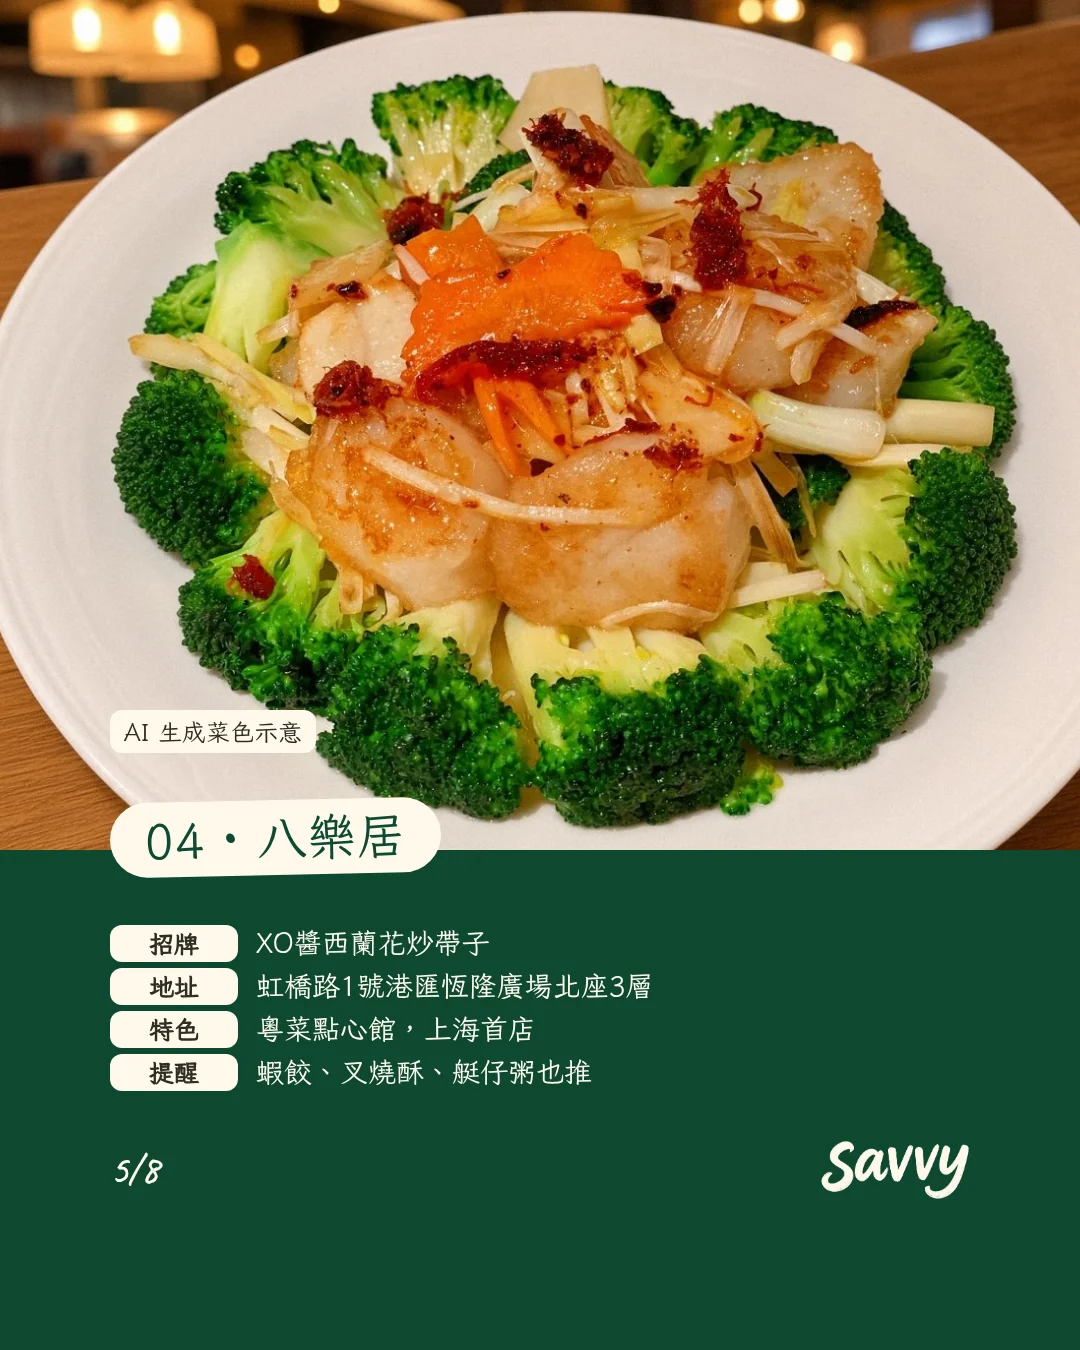 AI 生成菜色示意
04・八樂居
招牌 XO醬西蘭花炒帶子
地址 虹橋路1號港匯恆隆廣場北座3層
特色 粵菜點心館，上海首店
提醒 蝦餃、叉燒酥、艇仔粥也推
5/8
Savvy